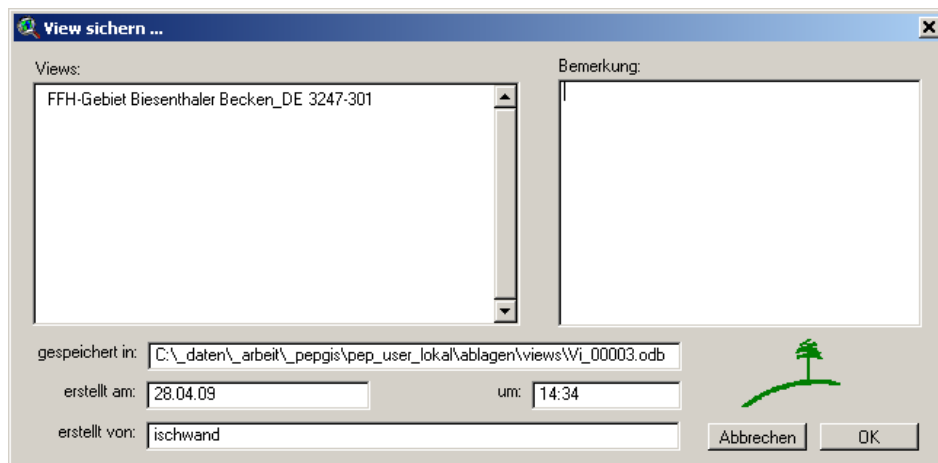 View sichern ...
Views:
FFH-Gebiet Biesenthaler Becken_DE 3247-301
Bemerkung:
gespeichert in: C:\_daten\_arbeit\_pepgis\pep_user_lokal\ablagen\views\Vi_00003.odb
erstellt am: 28.04.09 um: 14:34
erstellt von: ischwand
Abbrechen OK